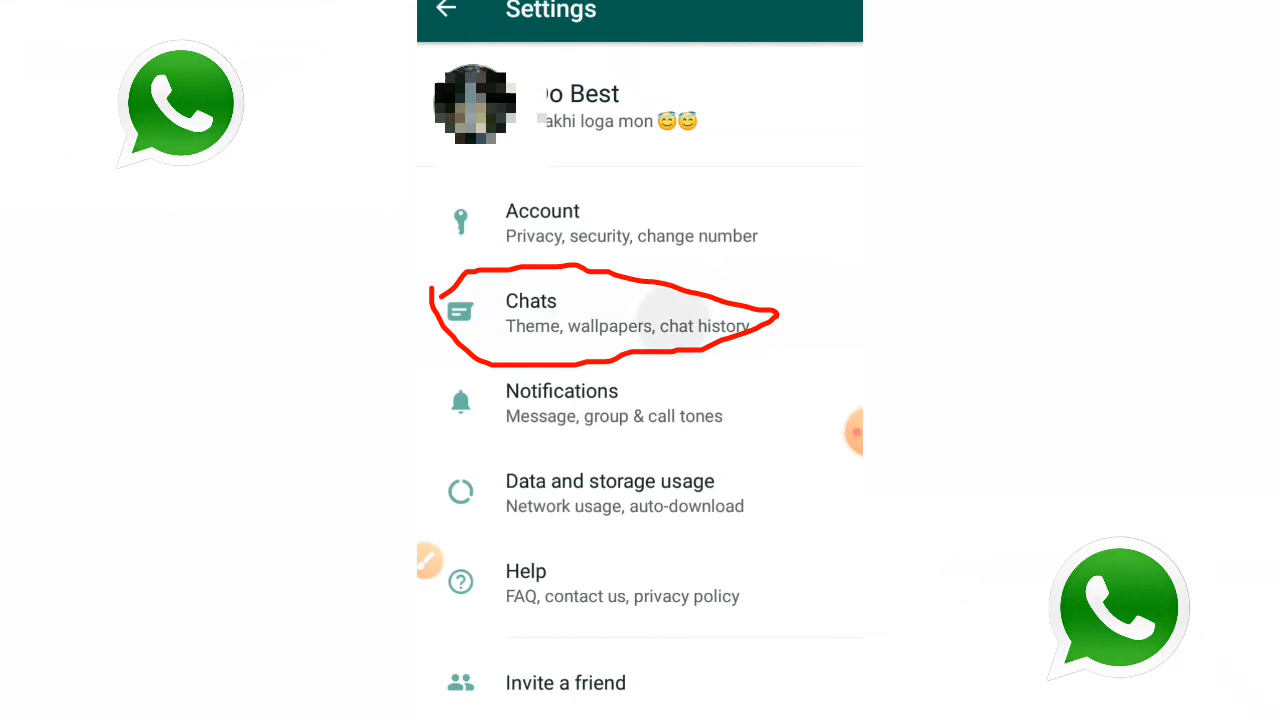 Settings
Do Best
akhi loga mon 😇😇
Account
Privacy, security, change number
Chats
Theme, wallpapers, chat history
Notifications
Message, group & call tones
Data and storage usage
Network usage, auto-download
Help
FAQ, contact us, privacy policy
Invite a friend